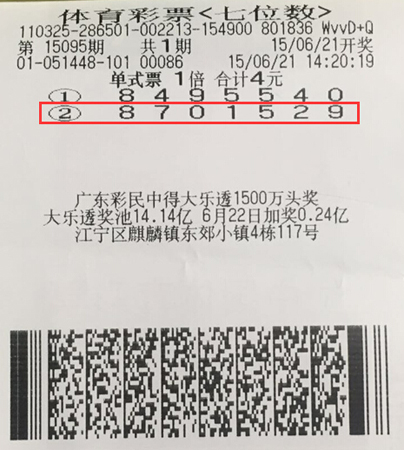 体育彩票<七位数>
110325-286501-002213-154900 801836 WvvD+Q
第 15095期 共1期 15/06/21开奖
01-051448-101 00086 15/06/21 14:20:19
单式票 1倍 合计4元
① 8 4 9 5 5 4 0
② 8 7 0 1 5 2 9
广东彩民中得大乐透1500万头奖
大乐透奖池14.14亿 6月22日加奖0.24亿
江宁区麒麟镇东郊小镇4栋117号